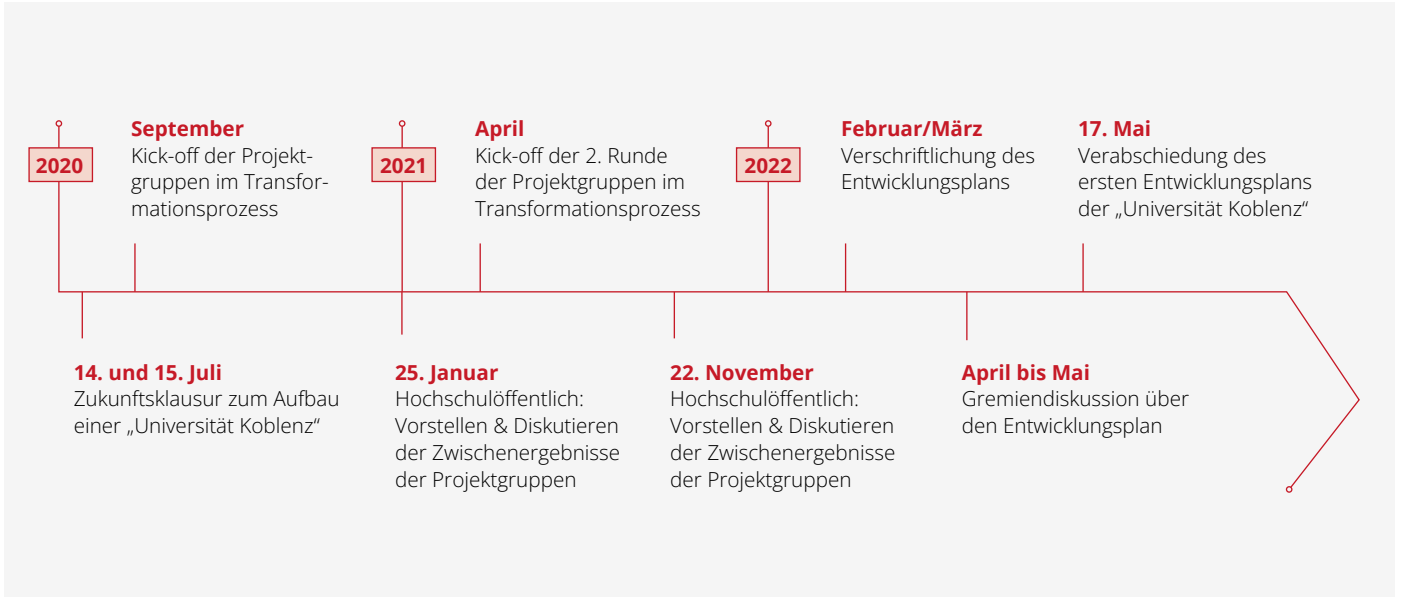 2020
September
Kick-off der Projekt-
gruppen im Transfor-
mationsprozess
2021
April
Kick-off der 2. Runde
der Projektgruppen im
Transformationsprozess
2022
Februar/März
Verschriftlichung des
Entwicklungsplans
17. Mai
Verabschiedung des
ersten Entwicklungsplans
der „Universität Koblenz“
14. und 15. Juli
Zukunftsklausur zum Aufbau
einer „Universität Koblenz“
25. Januar
Hochschulöffentlich:
Vorstellen & Diskutieren
der Zwischenergebnisse
der Projektgruppen
22. November
Hochschulöffentlich:
Vorstellen & Diskutieren
der Zwischenergebnisse
der Projektgruppen
April bis Mai
Gremiendiskussion über
den Entwicklungsplan